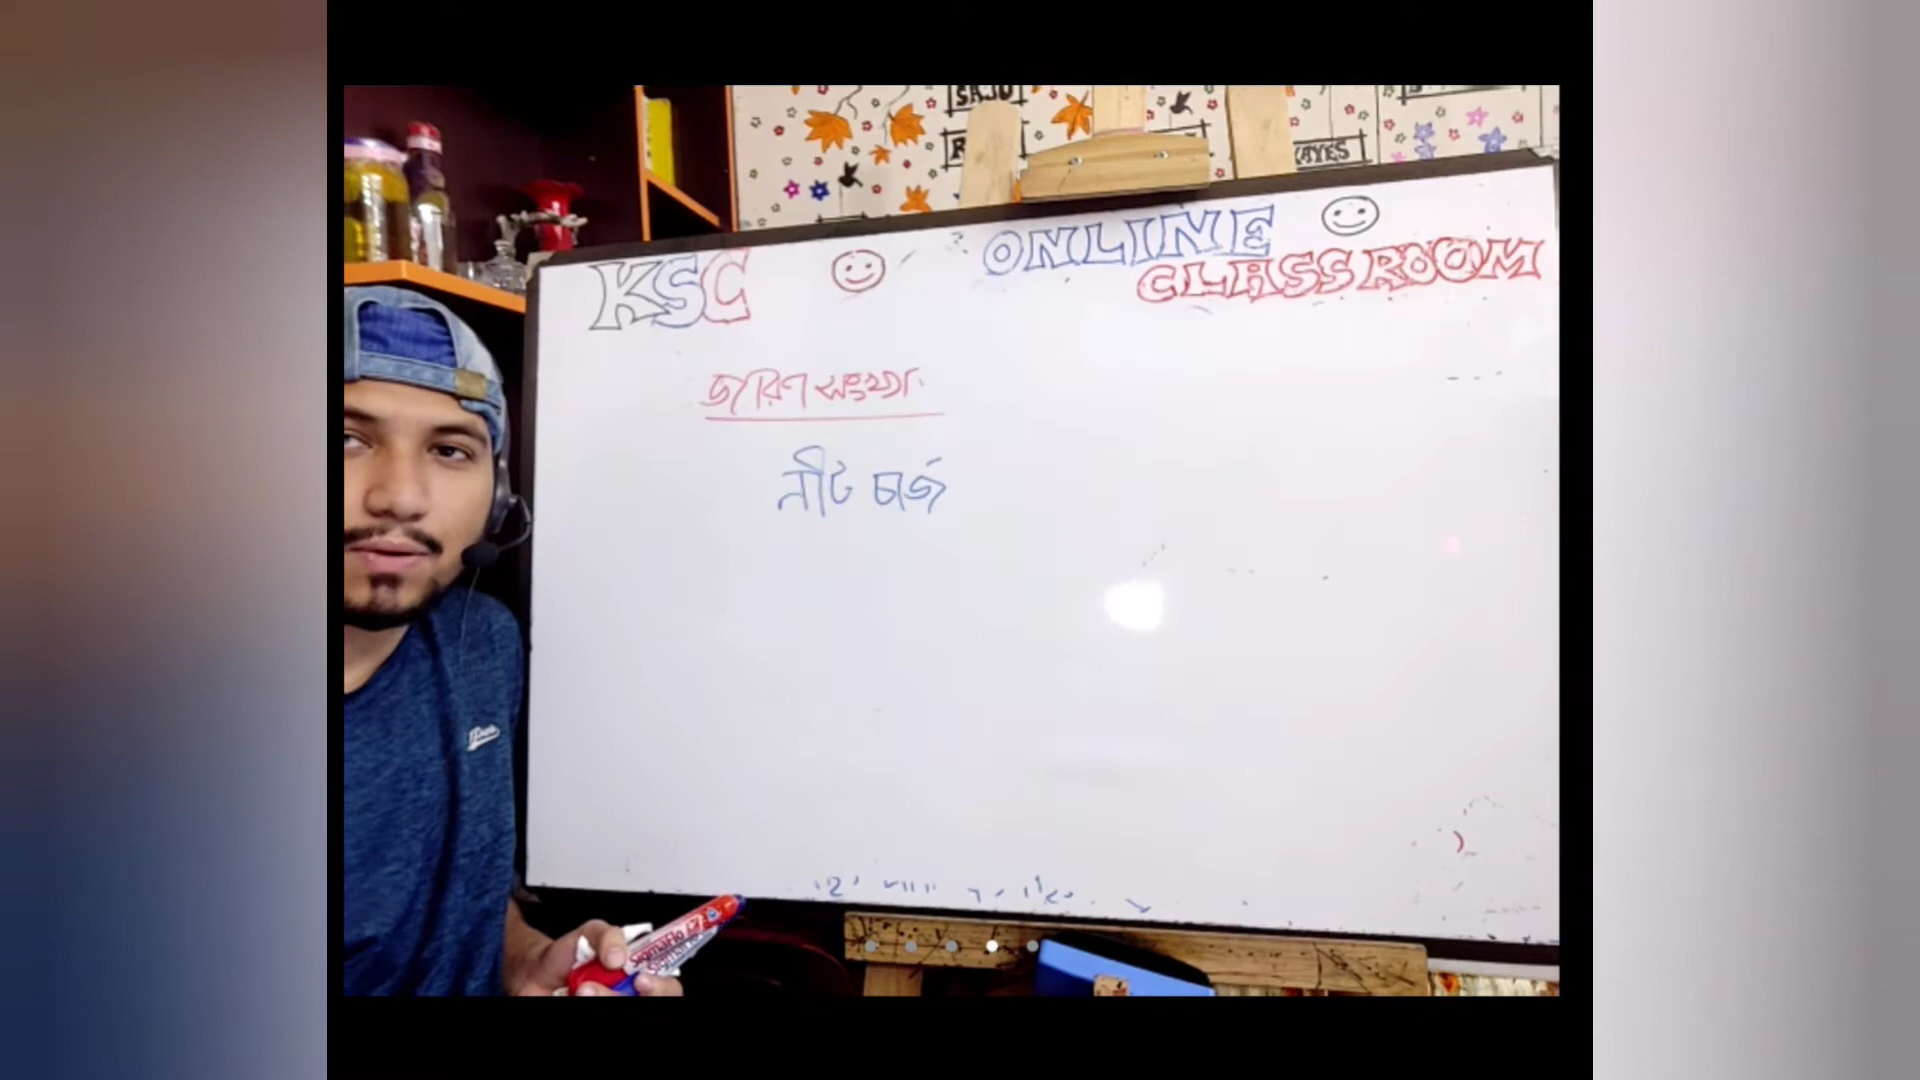 SAJU
KAYES
KSC
ONLINE
CLASSROOM
জারণ সংখ্যা
নীট চার্জ